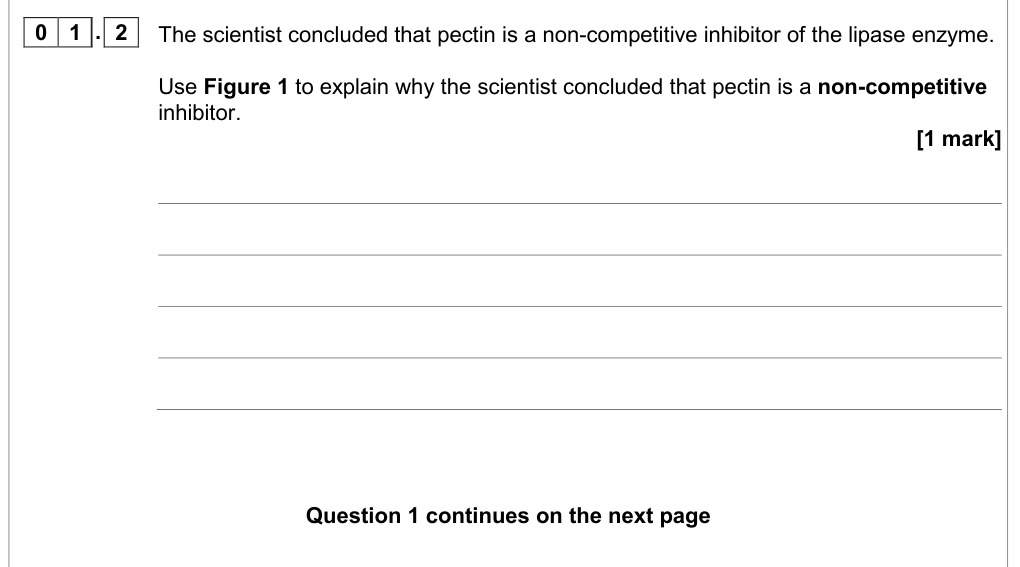 0 1 . 2 The scientist concluded that pectin is a non-competitive inhibitor of the lipase enzyme.
Use Figure 1 to explain why the scientist concluded that pectin is a non-competitive
inhibitor.
[1 mark]
Question 1 continues on the next page